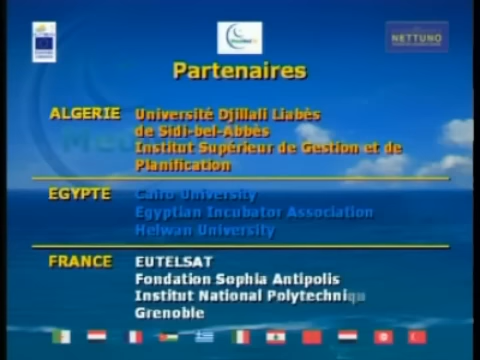 NETTUNO
Partenaires
ALGERIE Université Djillali Liabès
de Sidi-bel-Abbès
Institut Supérieur de Gestion et de
Planification
EGYPTE Cairo University
Egyptian Incubator Association
Helwan University
FRANCE EUTELSAT
Fondation Sophia Antipolis
Institut National Polytechniqu
Grenoble